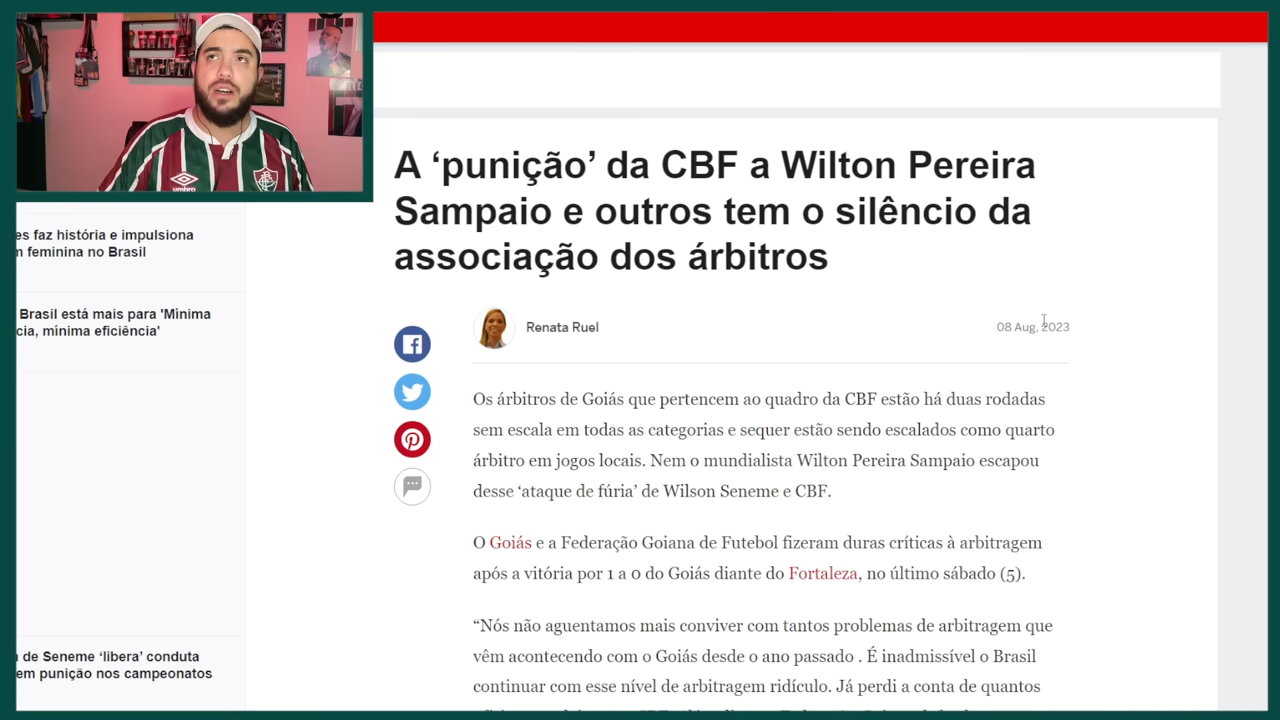 umbro
A ‘punição’ da CBF a Wilton Pereira
Sampaio e outros tem o silêncio da
associação dos árbitros
es faz história e impulsiona
feminina no Brasil
Brasil está mais para 'Mínima
cia, mínima eficiência'
Renata Ruel
08 Aug, 2023
Os árbitros de Goiás que pertencem ao quadro da CBF estão há duas rodadas
sem escala em todas as categorias e sequer estão sendo escalados como quarto
árbitro em jogos locais. Nem o mundialista Wilton Pereira Sampaio escapou
desse ‘ataque de fúria’ de Wilson Seneme e CBF.
O Goiás e a Federação Goiana de Futebol fizeram duras críticas à arbitragem
após a vitória por 1 a 0 do Goiás diante do Fortaleza, no último sábado (5).
“Nós não aguentamos mais conviver com tantos problemas de arbitragem que
vêm acontecendo com o Goiás desde o ano passado . É inadmissível o Brasil
continuar com esse nível de arbitragem ridículo. Já perdi a conta de quantos
de Seneme ‘libera’ conduta
em punição nos campeonatos